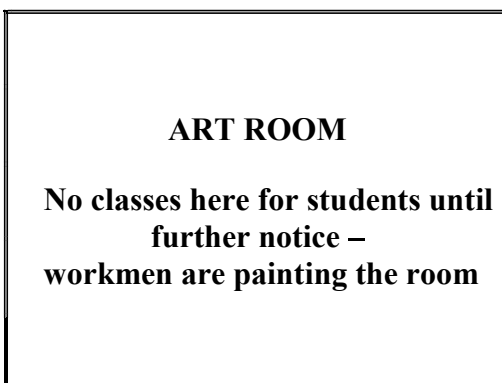 ART ROOM
No classes here for students until
further notice –
workmen are painting the room